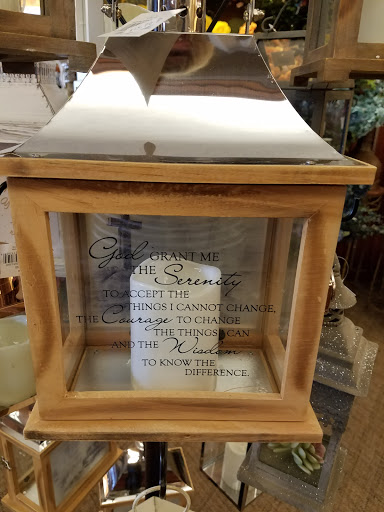 God GRANT ME
THE Serenity
TO ACCEPT THE
THINGS I CANNOT CHANGE,
THE Courage TO CHANGE
THE THINGS I CAN
AND THE Wisdom
TO KNOW THE
DIFFERENCE.